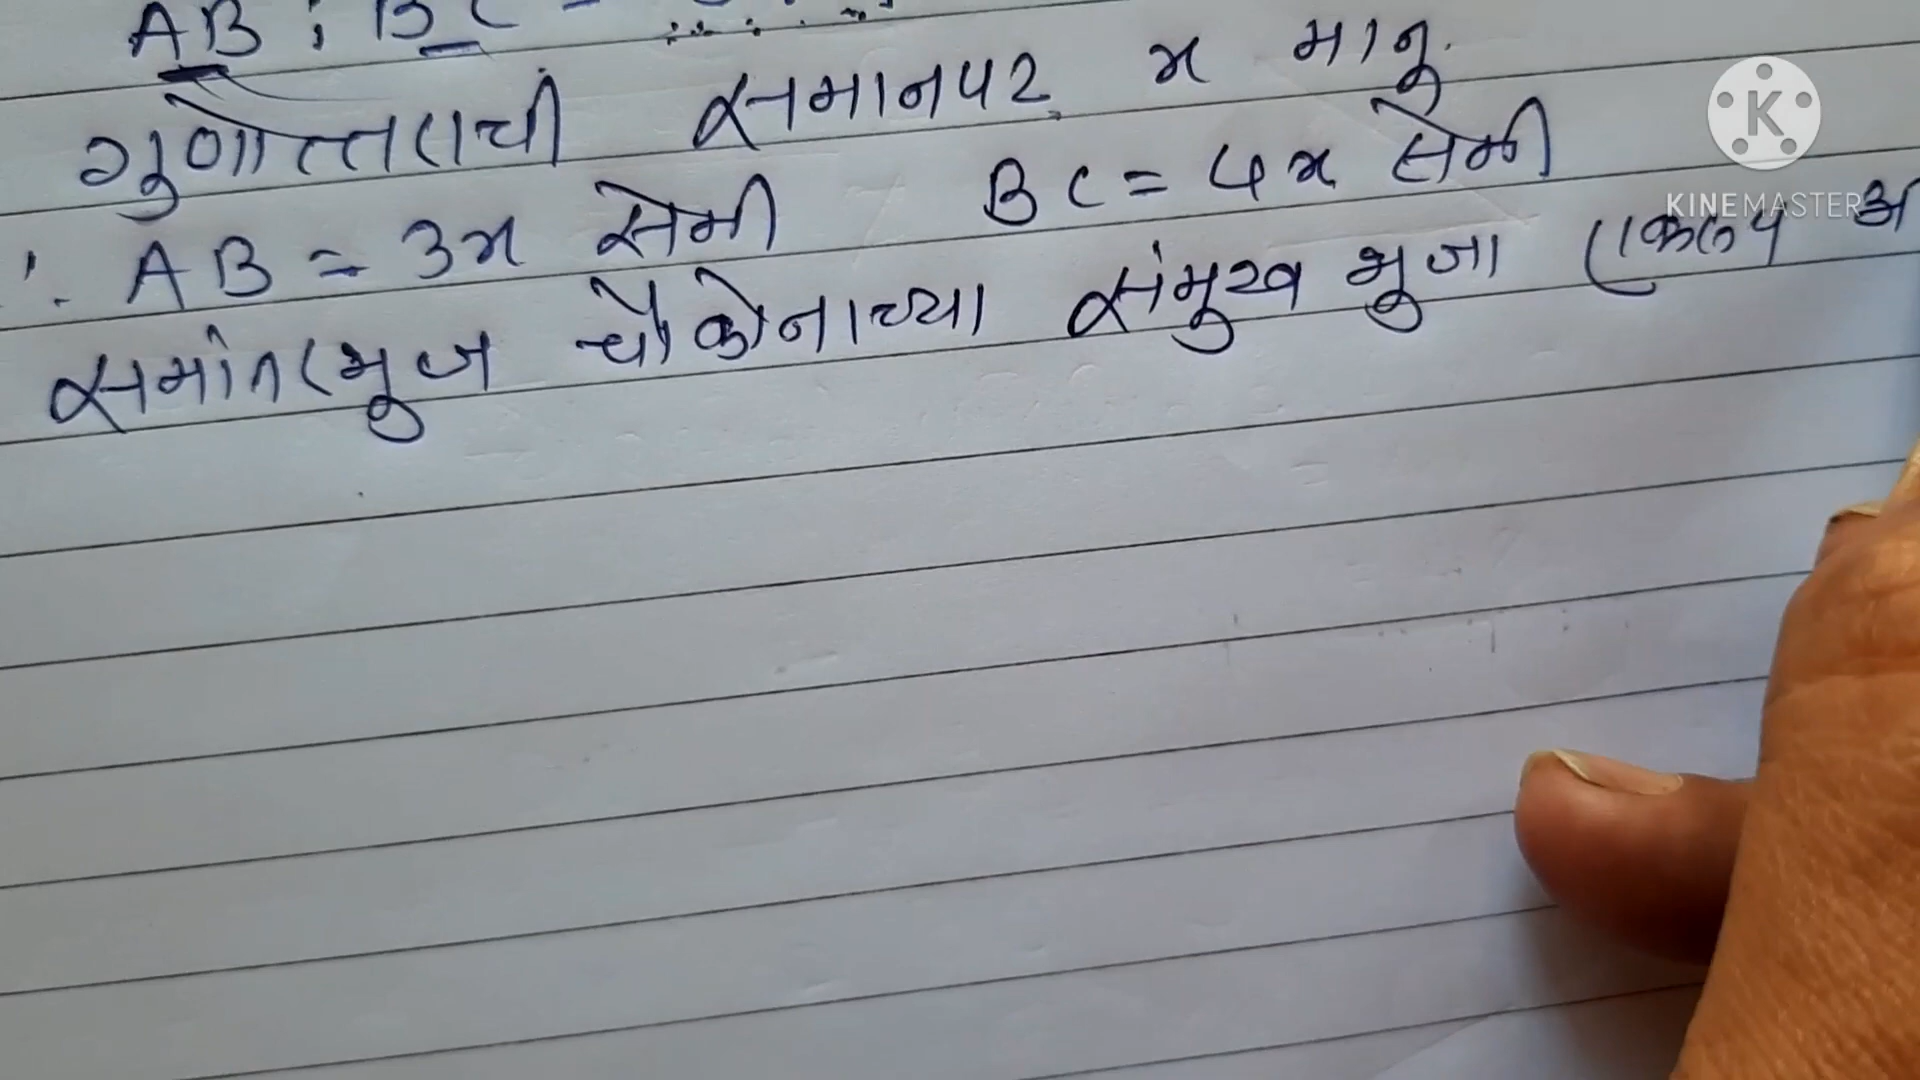 AB : BC =
गुणोत्तराची समानपट x मानू.
∴ AB = 3x सेमी BC = 4x सेमी
समांतरभुज चौकोनाच्या संमुख भुजा एकरूप अ
KINEMASTER